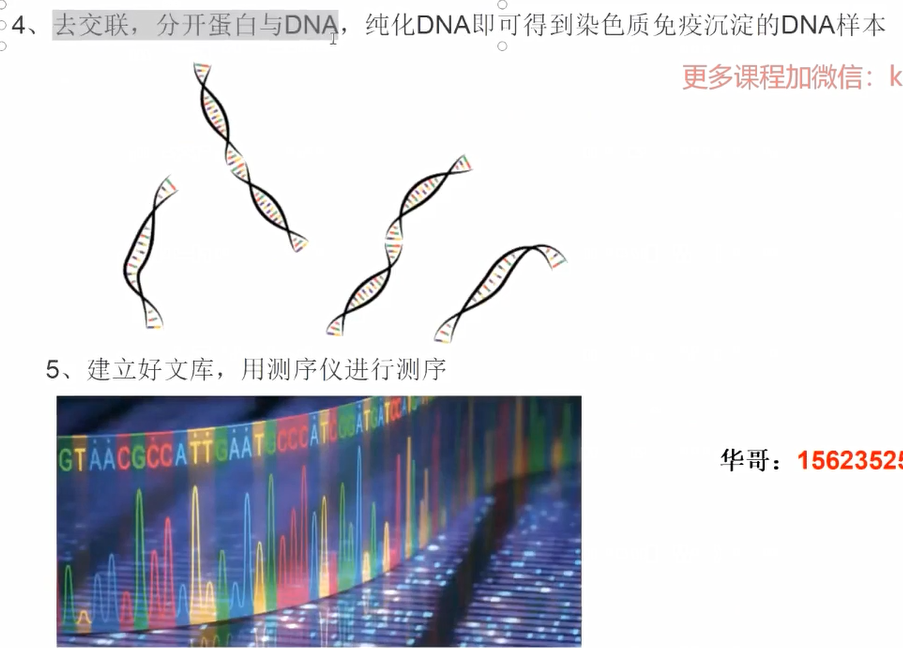 4、去交联，分开蛋白与DNA，纯化DNA即可得到染色质免疫沉淀的DNA样本
更多课程加微信：k
5、建立好文库，用测序仪进行测序
GTAACGCCATTGAATGCCCATCGGATGATCCAT
华哥：15623525